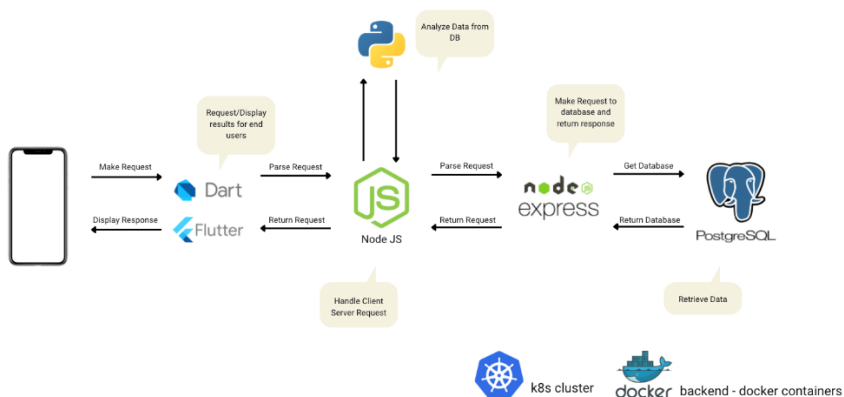 Analyze Data from
DB
Request/Display
results for end
users
Make Request to
database and
return response
Make Request
Parse Request
Parse Request
Get Database
Dart
JS
node JS
express
Display Response
Flutter
Return Request
Return Request
Return Database
Node JS
PostgreSQL
Handle Client
Server Request
Retrieve Data
k8s cluster
docker
backend - docker containers